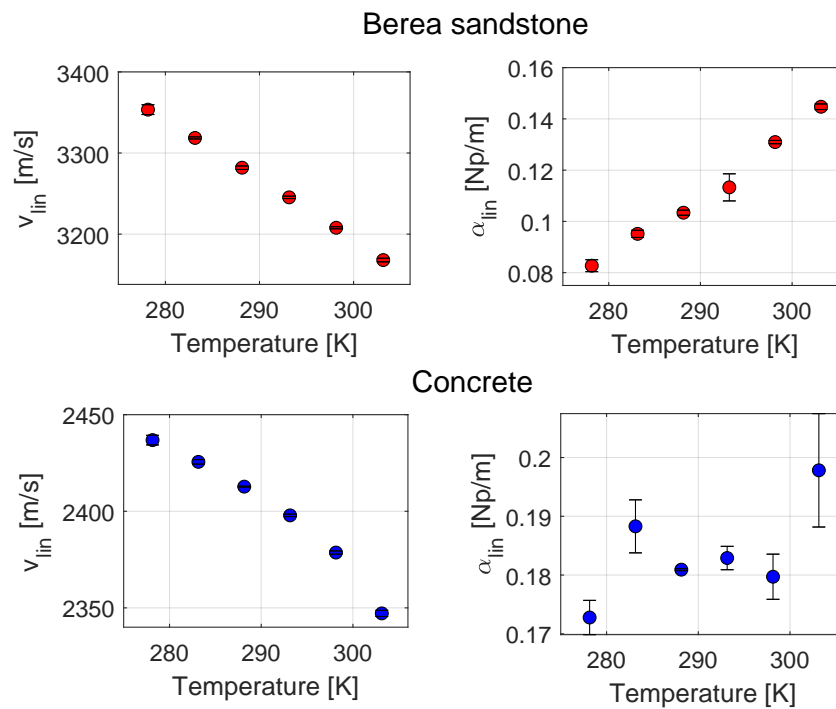 Berea sandstone
3400
3300
3200
v_lin [m/s]
280 290 300
Temperature [K]
0.16
0.14
0.12
0.1
0.08
α_lin [Np/m]
280 290 300
Temperature [K]
Concrete
2450
2400
2350
v_lin [m/s]
280 290 300
Temperature [K]
0.2
0.19
0.18
0.17
α_lin [Np/m]
280 290 300
Temperature [K]